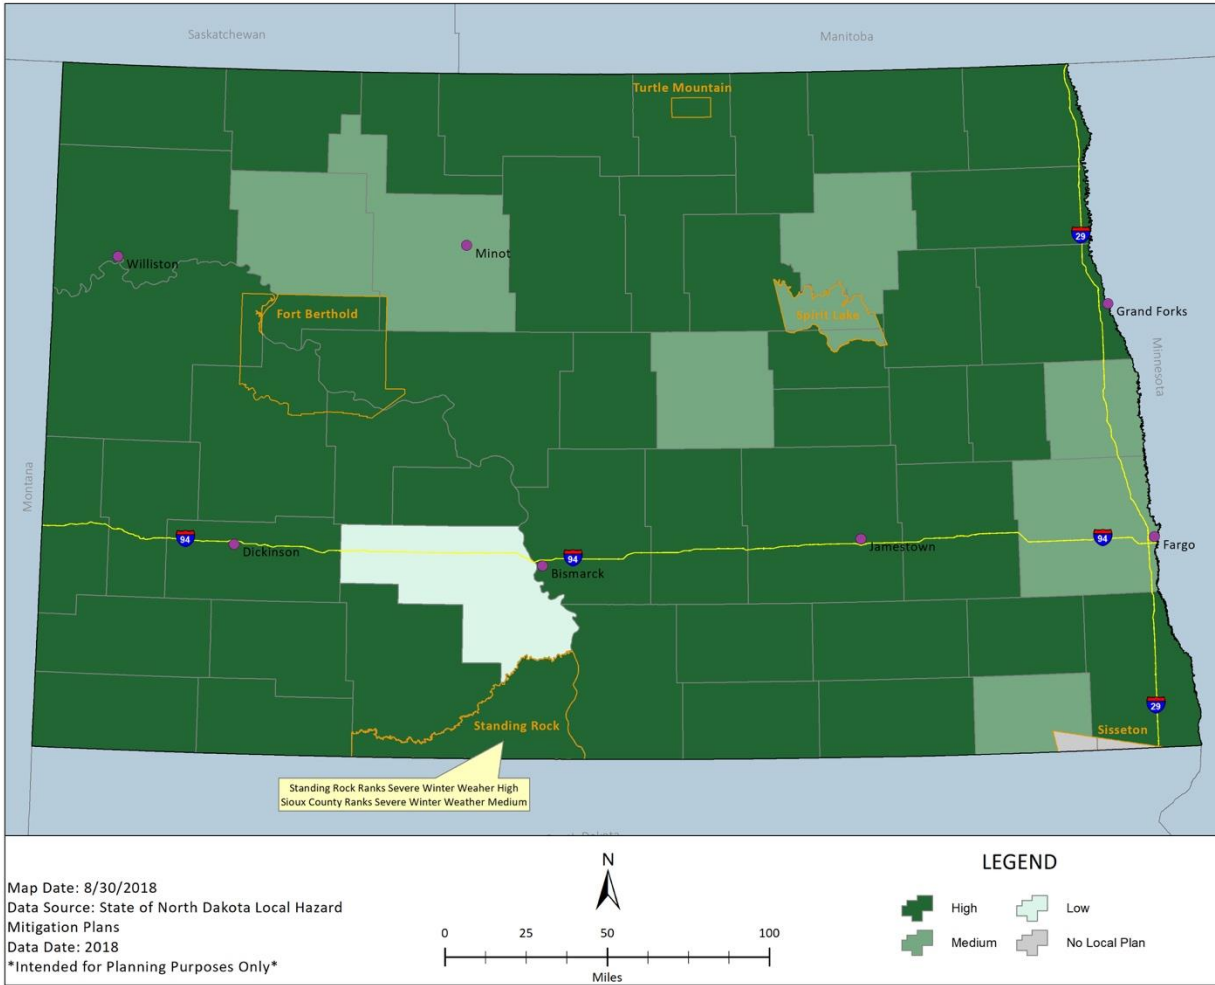 Saskatchewan
Manitoba
Turtle Mountain
29
Minot
Williston
Fort Berthold
Spirit Lake
Grand Forks
Minnesota
Montana
94
Dickinson
94
Bismarck
Jamestown
94
Fargo
29
Standing Rock
Sisseton
Standing Rock Ranks Severe Winter Weaher High
Sioux County Ranks Severe Winter Weather Medium
N
LEGEND
Map Date: 8/30/2018
Data Source: State of North Dakota Local Hazard
Mitigation Plans
Data Date: 2018
*Intended for Planning Purposes Only*
0 25 50 100
Miles
High
Low
Medium
No Local Plan